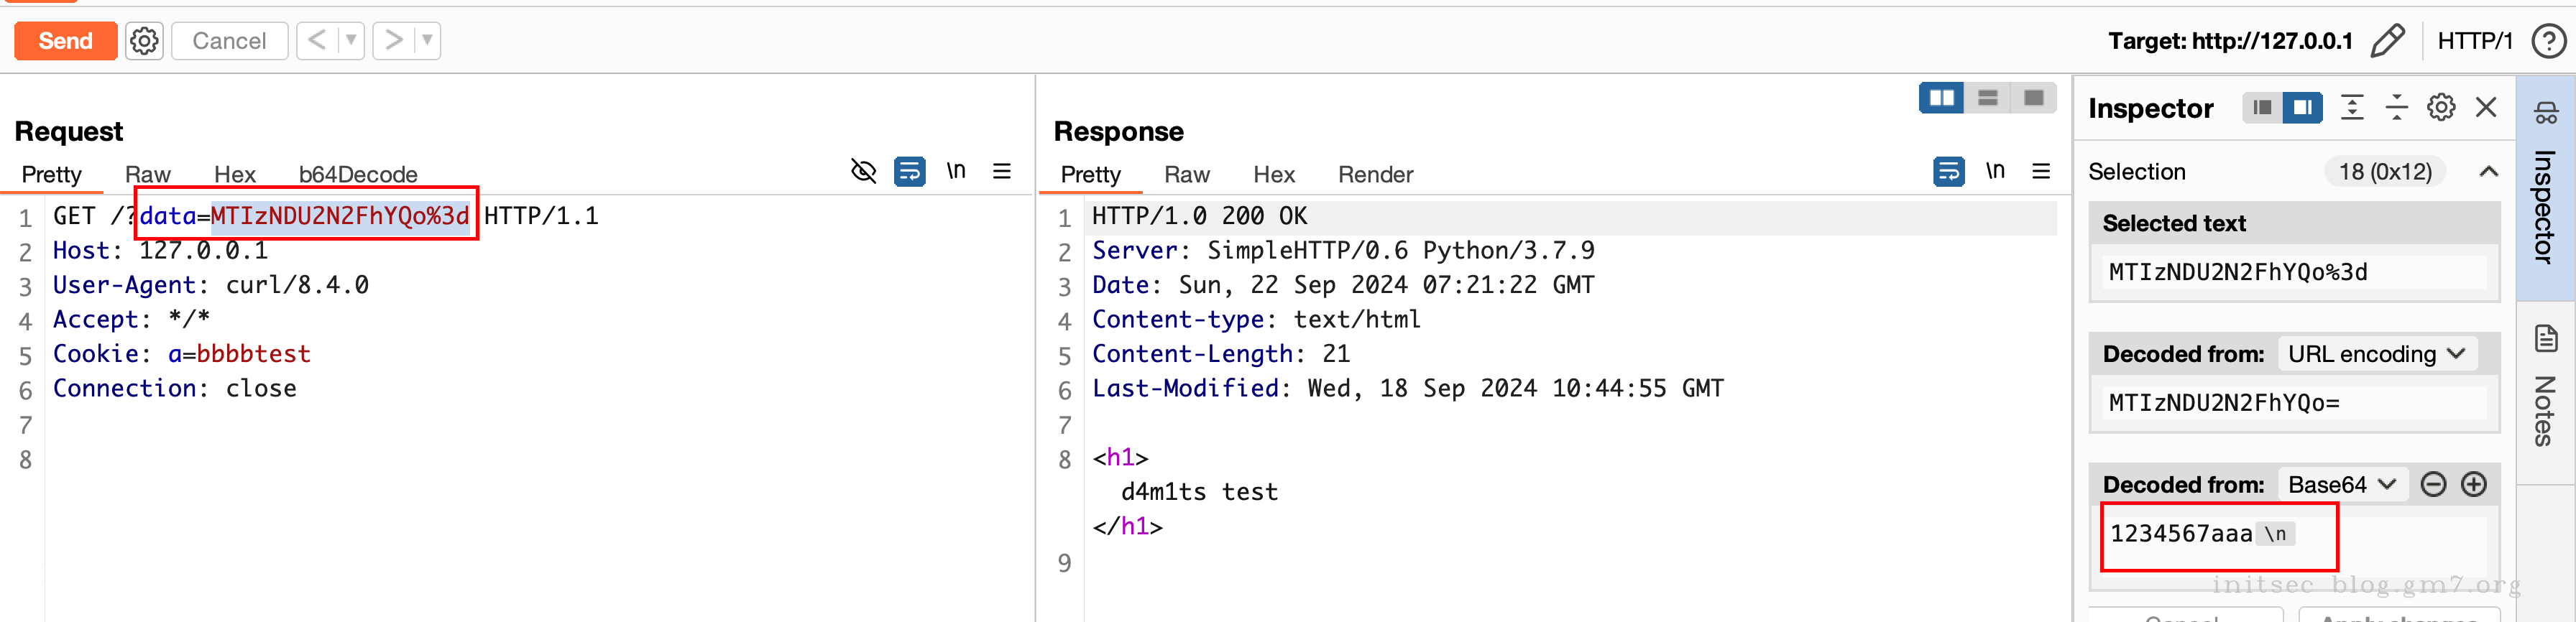 Send
Cancel
Target: http://127.0.0.1
HTTP/1
Request
Pretty Raw Hex b64Decode
\n
1 GET /?data=MTIzNDU2N2FhYQo%3d HTTP/1.1
2 Host: 127.0.0.1
3 User-Agent: curl/8.4.0
4 Accept: */*
5 Cookie: a=bbbbtest
6 Connection: close
7
8
Response
Pretty Raw Hex Render
\n
1 HTTP/1.0 200 OK
2 Server: SimpleHTTP/0.6 Python/3.7.9
3 Date: Sun, 22 Sep 2024 07:21:22 GMT
4 Content-type: text/html
5 Content-Length: 21
6 Last-Modified: Wed, 18 Sep 2024 10:44:55 GMT
7
8 <h1>
d4m1ts test
</h1>
9
Inspector
Selection 18 (0x12)
Selected text
MTIzNDU2N2FhYQo%3d
Decoded from: URL encoding
MTIzNDU2N2FhYQo=
Decoded from: Base64
1234567aaa\n
initsec blog.gm7.org
Cancel Apply changes
Inspector
Notes